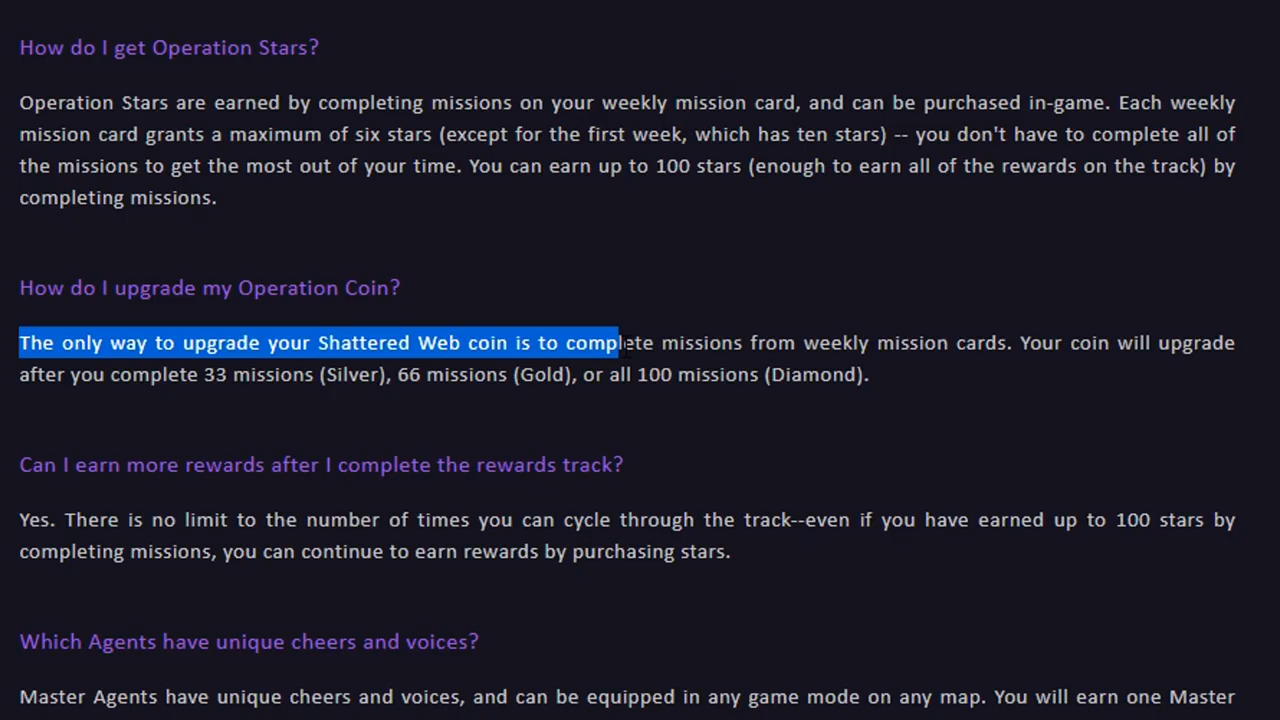 How do I get Operation Stars?
Operation Stars are earned by completing missions on your weekly mission card, and can be purchased in-game. Each weekly
mission card grants a maximum of six stars (except for the first week, which has ten stars) -- you don't have to complete all of
the missions to get the most out of your time. You can earn up to 100 stars (enough to earn all of the rewards on the track) by
completing missions.
How do I upgrade my Operation Coin?
The only way to upgrade your Shattered Web coin is to complete missions from weekly mission cards. Your coin will upgrade
after you complete 33 missions (Silver), 66 missions (Gold), or all 100 missions (Diamond).
Can I earn more rewards after I complete the rewards track?
Yes. There is no limit to the number of times you can cycle through the track--even if you have earned up to 100 stars by
completing missions, you can continue to earn rewards by purchasing stars.
Which Agents have unique cheers and voices?
Master Agents have unique cheers and voices, and can be equipped in any game mode on any map. You will earn one Master